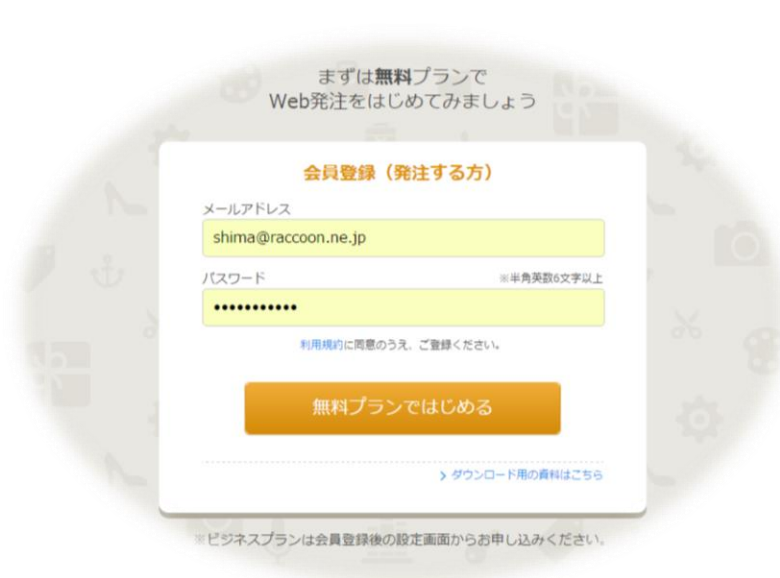 まずは無料プランで
Web発注をはじめてみましょう
会員登録（発注する方）
メールアドレス
shima@raccoon.ne.jp
パスワード ※半角英数6文字以上
•••••••••••
利用規約に同意のうえ、ご登録ください。
無料プランではじめる
> ダウンロード用の資料はこちら
※ビジネスプランは会員登録後の設定画面からお申し込みください。